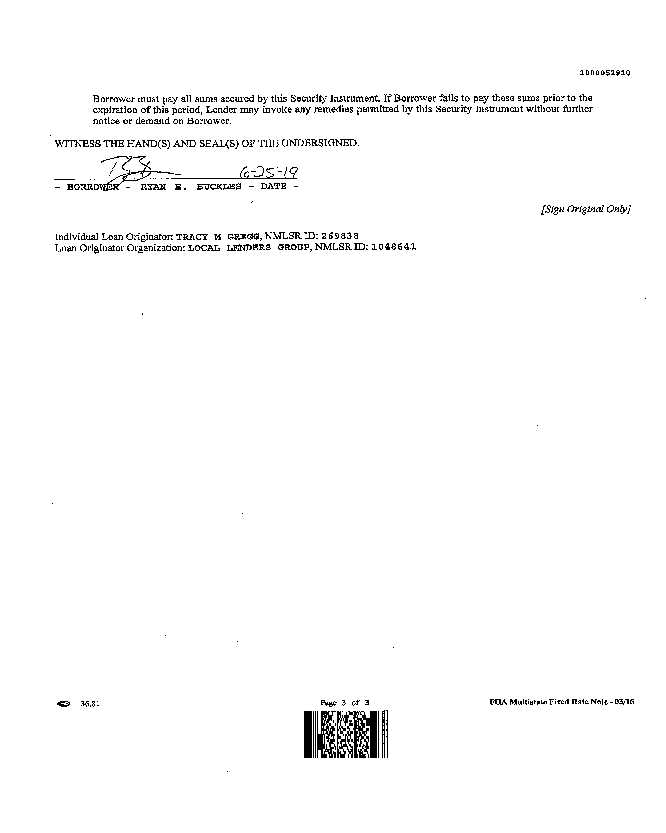 1000052910
Borrower must pay all sums secured by this Security Instrument. If Borrower fails to pay these sums prior to the
expiration of this period, Lender may invoke any remedies permitted by this Security Instrument without further
notice or demand on Borrower.
WITNESS THE HAND(S) AND SEAL(S) OF THE UNDERSIGNED.
6-25-19
- BORROWER - RYAN E. BUCKLES - DATE -
[Sign Original Only]
Individual Loan Originator: TRACY M GREGG, NMLSR ID: 269838
Loan Originator Organization: LOCAL LENDERS GROUP, NMLSR ID: 1048641
36.81 Page 3 of 3 FHA Multistate Fixed Rate Note - 03/16